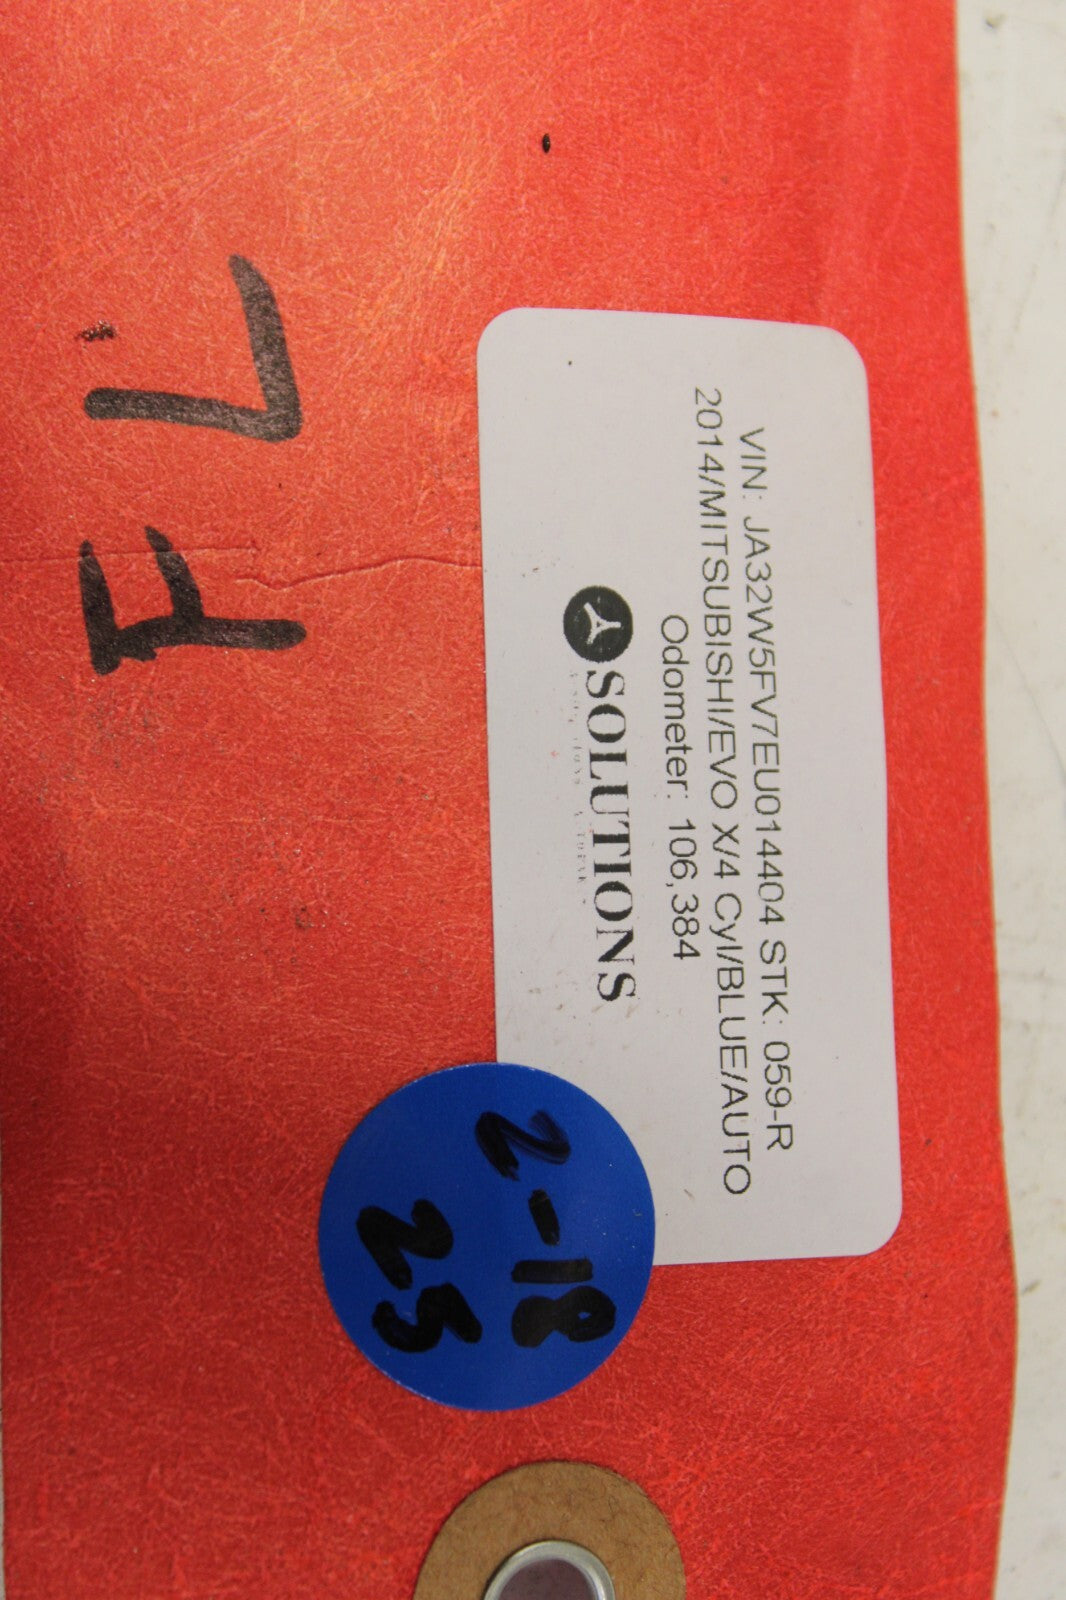 VIN: JA32W5FV7EU014404 STK: 059-R
2014/MITSUBISHI/EVO X/4 Cyl/BLUE/AUTO
Odometer: 106,384
SOLUTIONS
2-18
25
FL